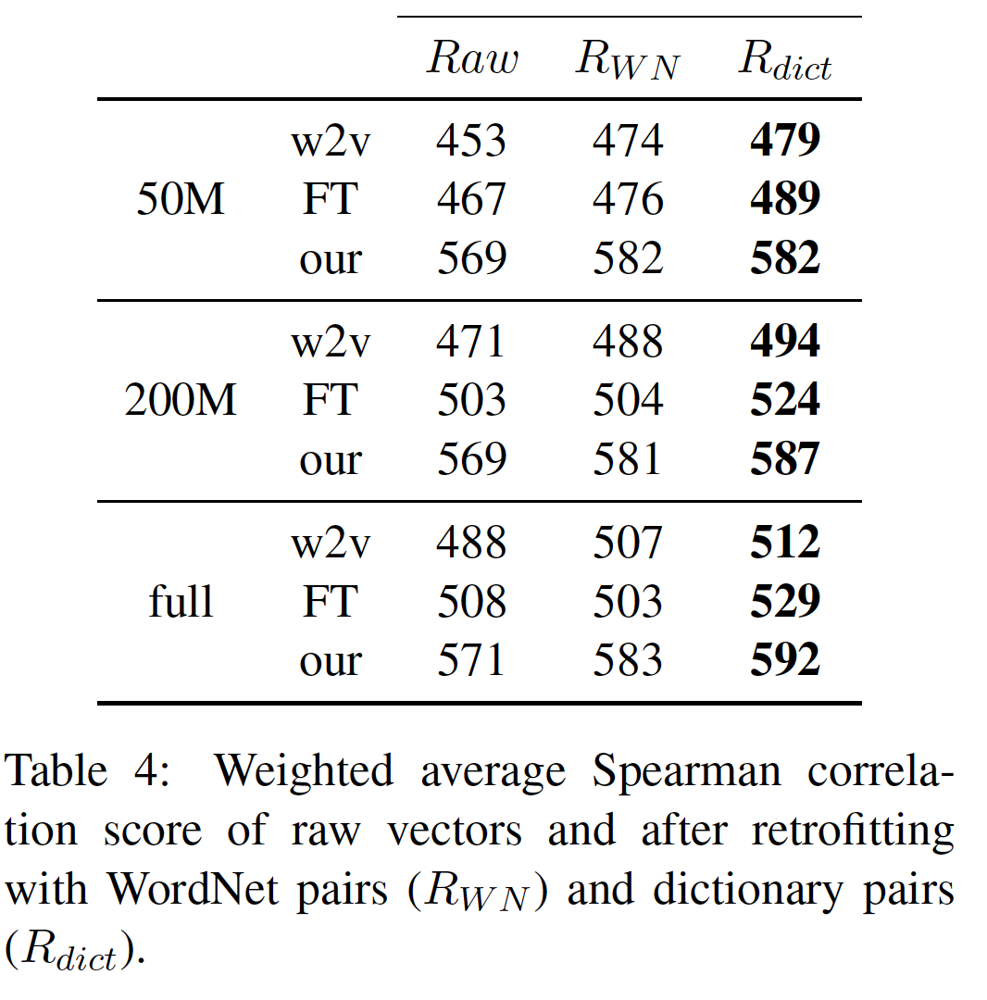 Raw R_{WN} R_{dict}
w2v 453 474 479
50M FT 467 476 489
our 569 582 582
w2v 471 488 494
200M FT 503 504 524
our 569 581 587
w2v 488 507 512
full FT 508 503 529
our 571 583 592
Table 4: Weighted average Spearman correla-
tion score of raw vectors and after retrofitting
with WordNet pairs (R_{WN}) and dictionary pairs
(R_{dict}).